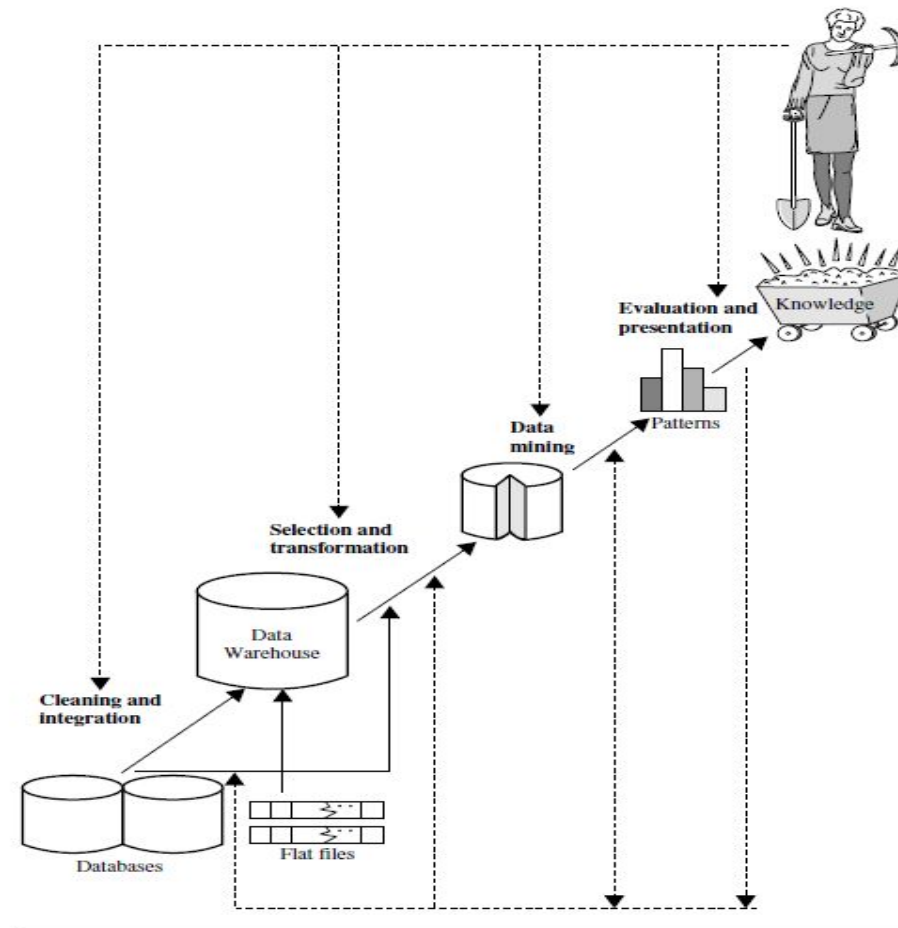 Knowledge
Evaluation and
presentation
Patterns
Data
mining
Selection and
transformation
Data
Warehouse
Cleaning and
integration
Flat files
Databases